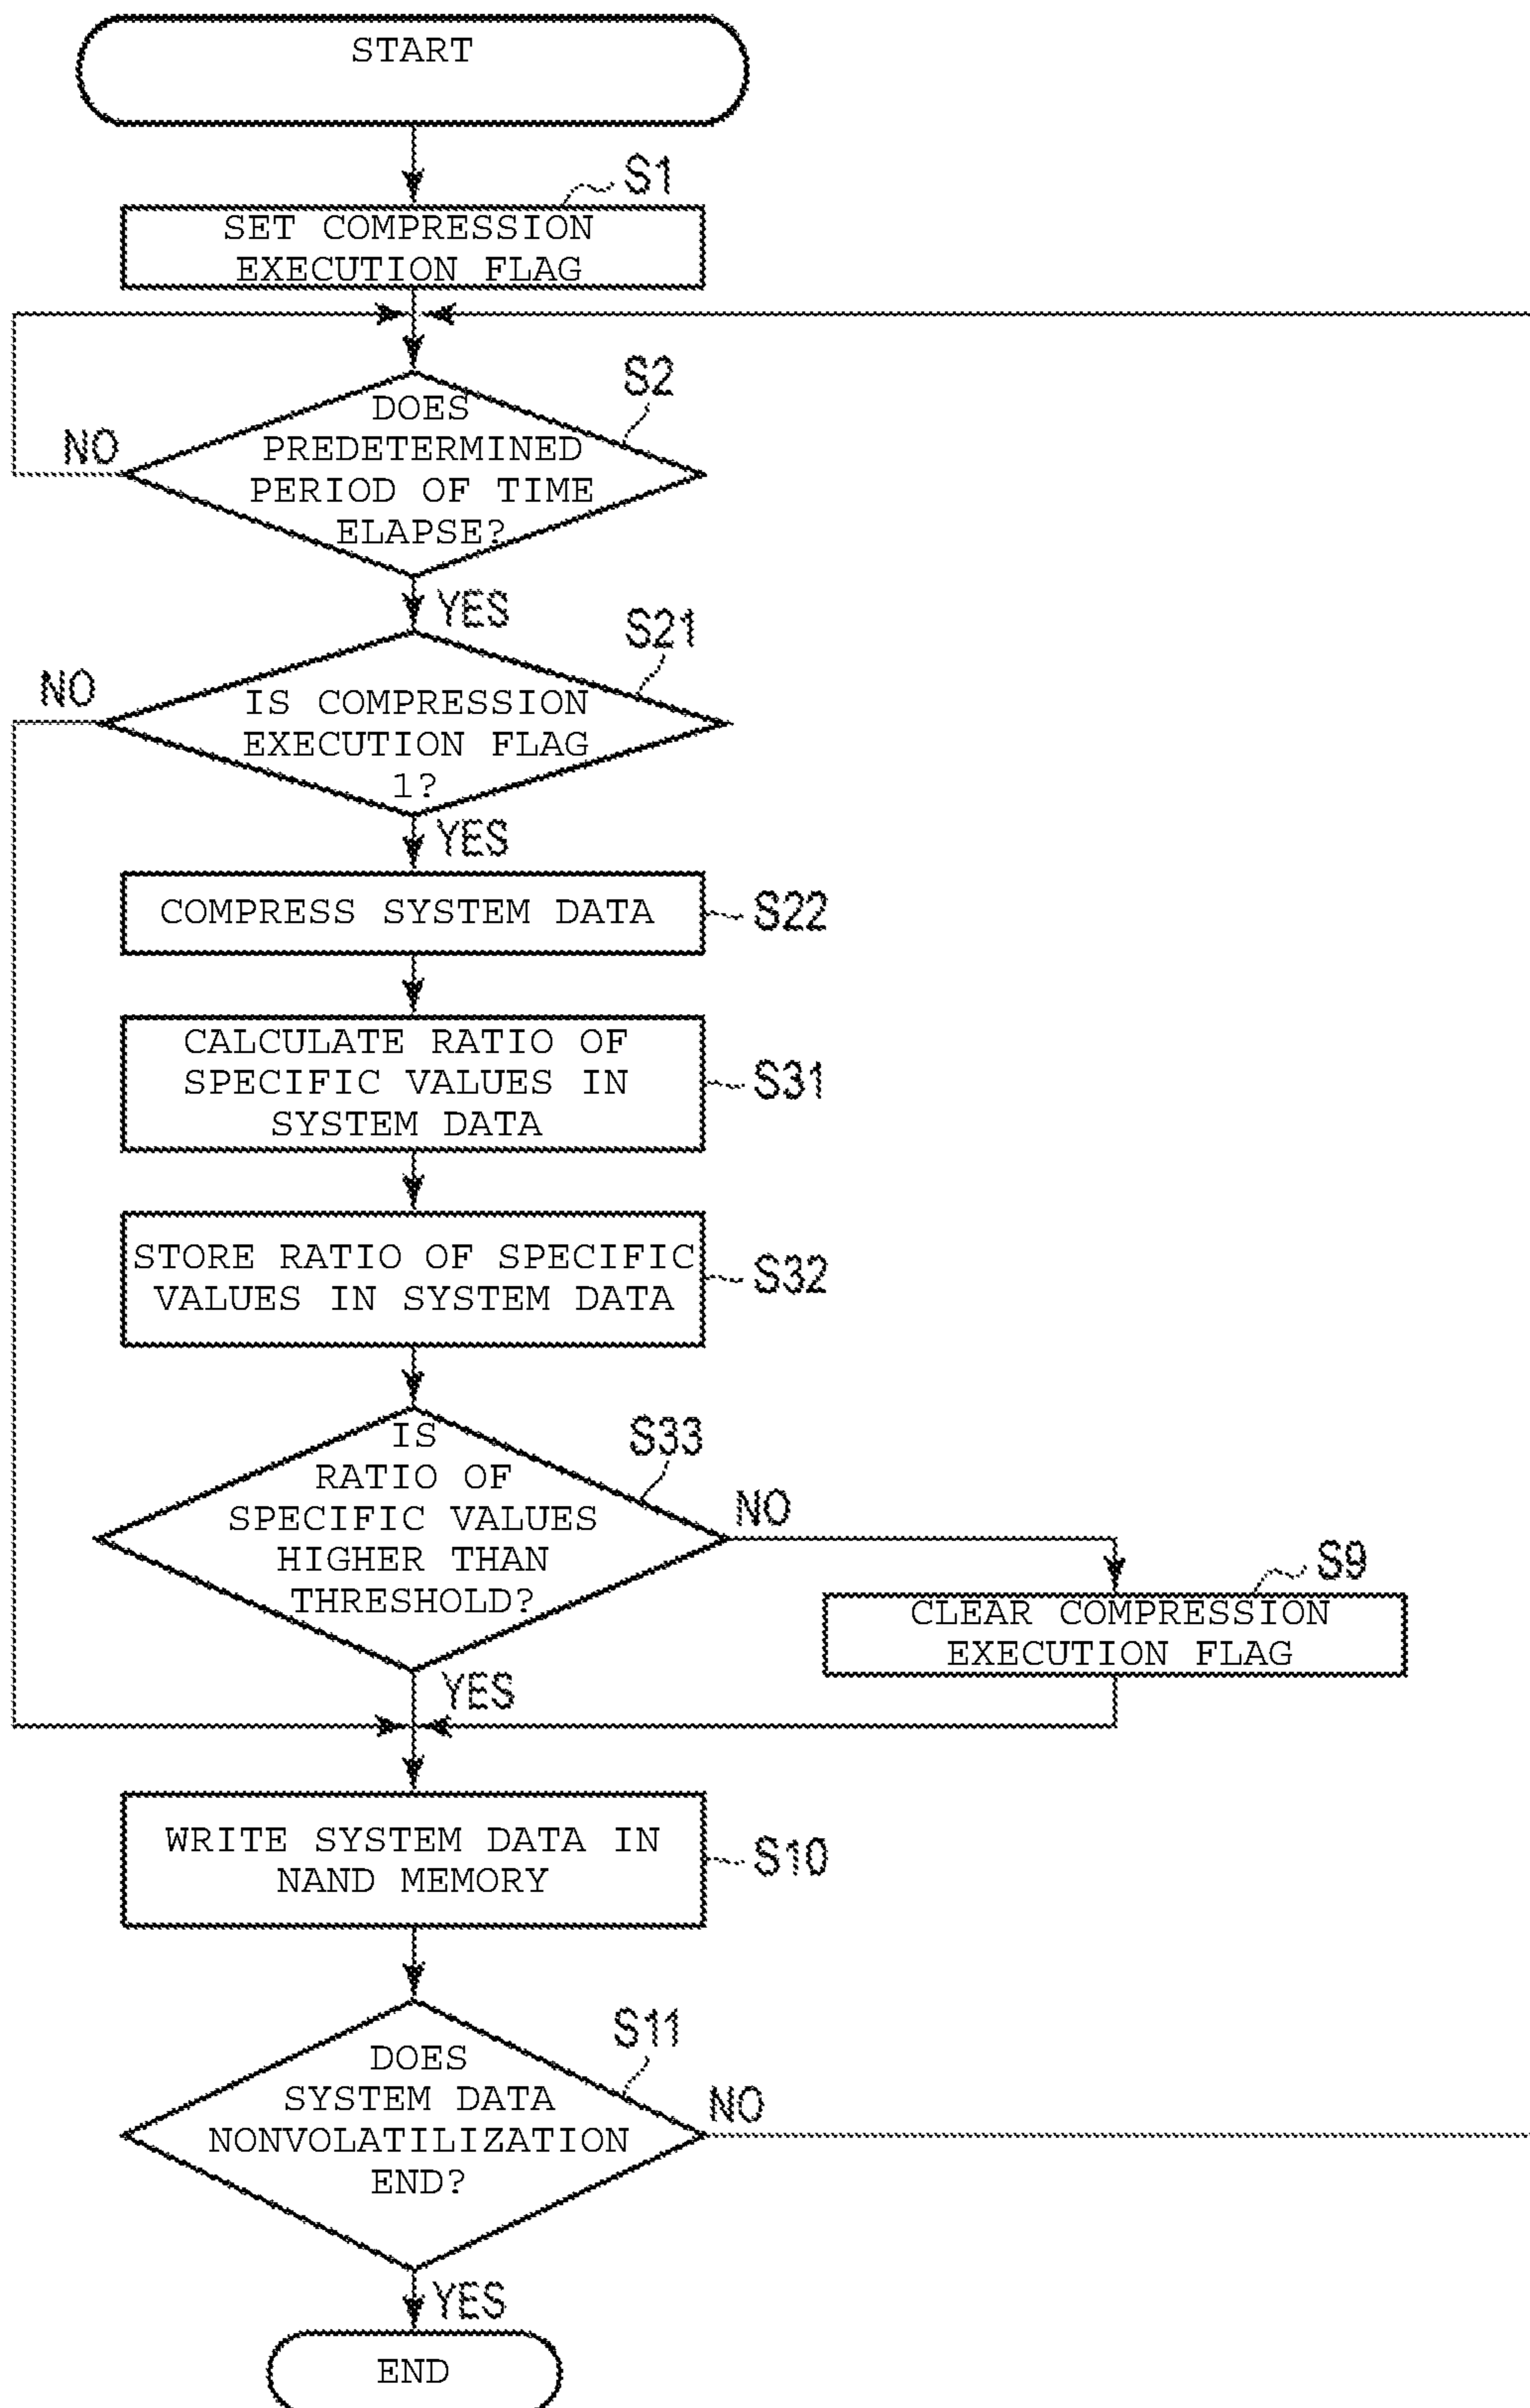 START
S1
SET COMPRESSION
EXECUTION FLAG
S2
DOES
PREDETERMINED
PERIOD OF TIME
ELAPSE?
NO
YES
S21
NO
IS COMPRESSION
EXECUTION FLAG
1?
YES
COMPRESS SYSTEM DATA
S22
CALCULATE RATIO OF
SPECIFIC VALUES IN
SYSTEM DATA
S31
STORE RATIO OF SPECIFIC
VALUES IN SYSTEM DATA
S32
IS
RATIO OF
SPECIFIC VALUES
HIGHER THAN
THRESHOLD?
S33
NO
S9
CLEAR COMPRESSION
EXECUTION FLAG
YES
WRITE SYSTEM DATA IN
NAND MEMORY
S10
S11
DOES
SYSTEM DATA
NONVOLATILIZATION
END?
NO
YES
END